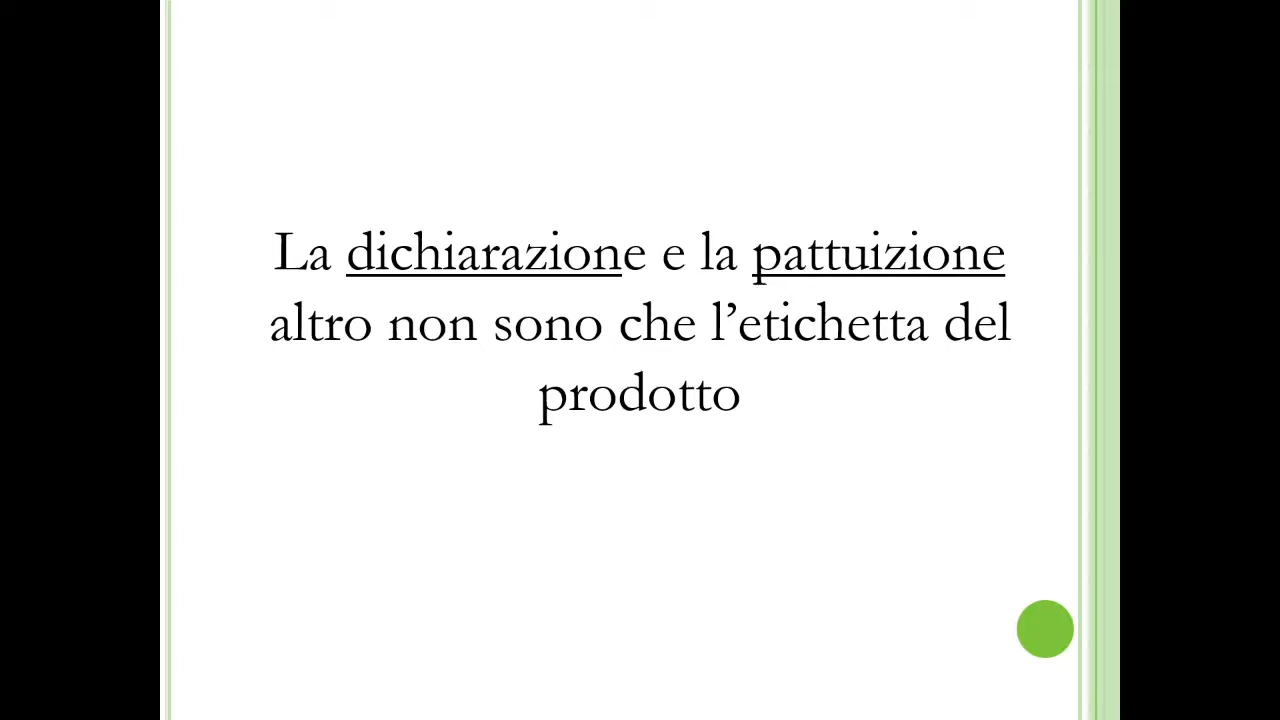 La dichiarazione e la pattuizione
altro non sono che l’etichetta del
prodotto